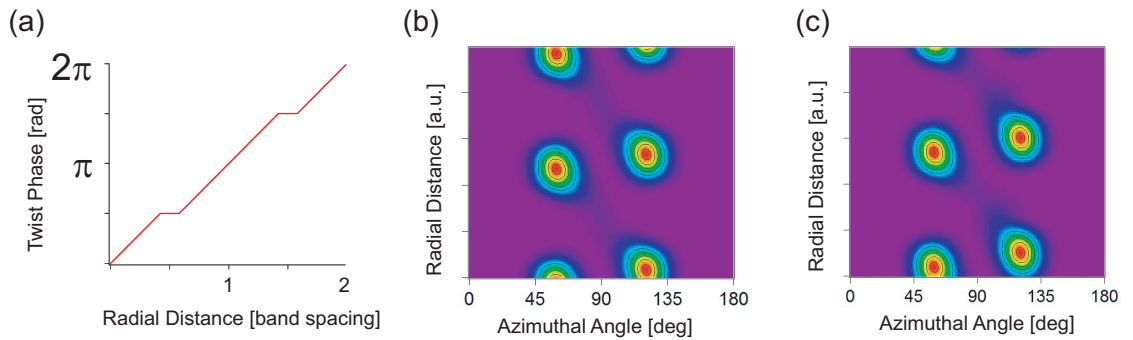 (a)
2π
π
Twist Phase [rad]
1
2
Radial Distance [band spacing]
(b)
Radial Distance [a.u.]
0
45
90
135
180
Azimuthal Angle [deg]
(c)
Radial Distance [a.u.]
0
45
90
135
180
Azimuthal Angle [deg]